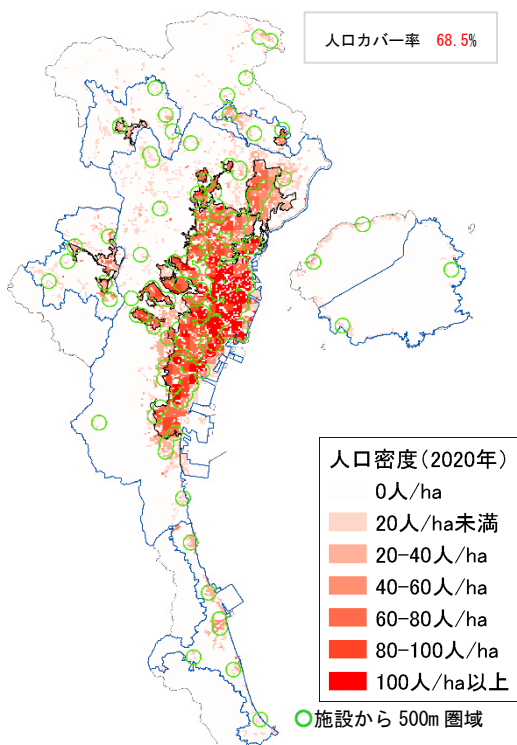 人口カバー率 68.5%
人口密度(2020年)
0人/ha
20人/ha未満
20-40人/ha
40-60人/ha
60-80人/ha
80-100人/ha
100人/ha以上
施設から500m圏域